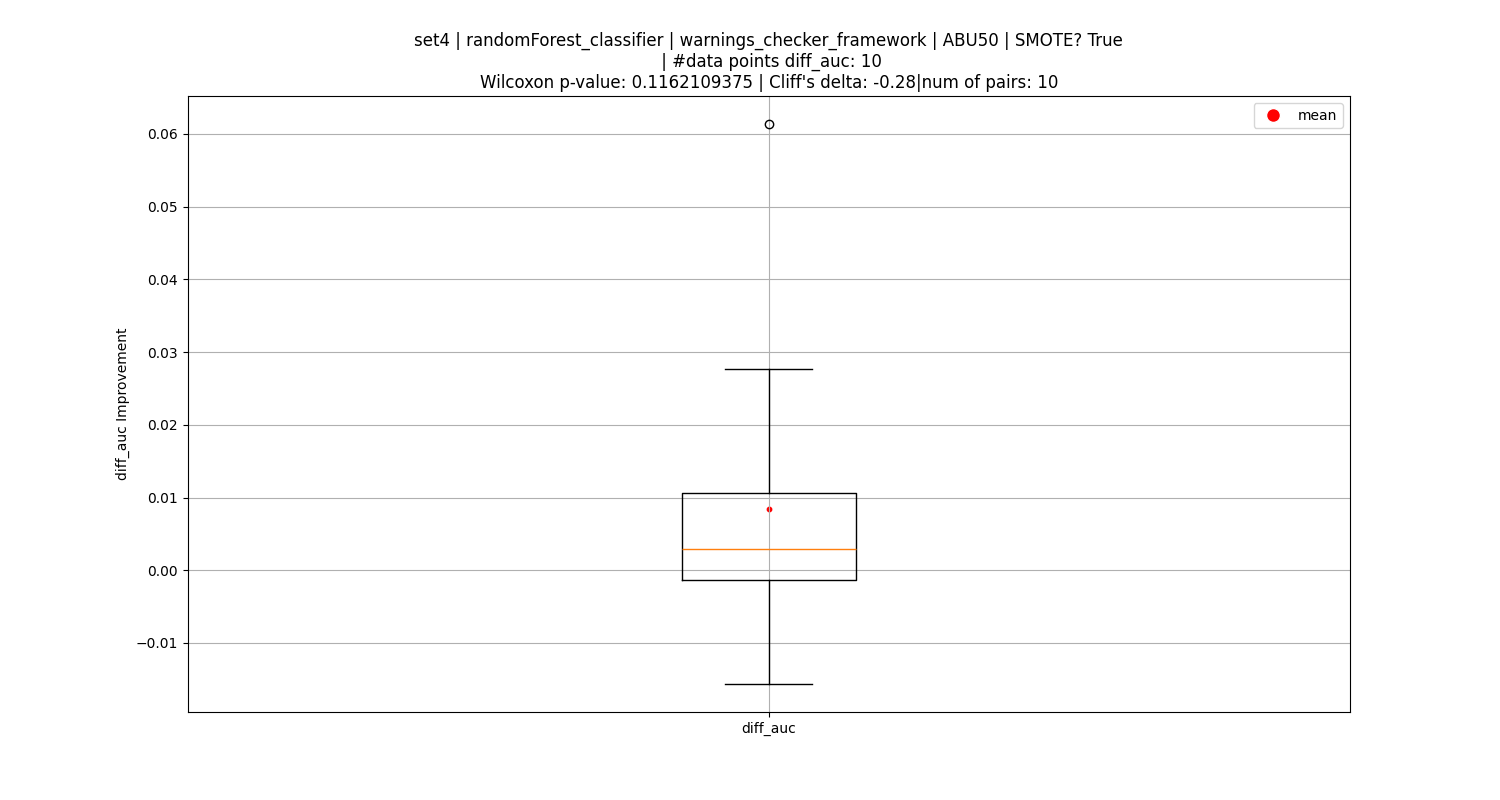 set4 | randomForest_classifier | warnings_checker_framework | ABU50 | SMOTE? True
| #data points diff_auc: 10
Wilcoxon p-value: 0.1162109375 | Cliff's delta: -0.28|num of pairs: 10
mean
0.06
0.05
0.04
0.03
0.02
0.01
0.00
−0.01
diff_auc Improvement
diff_auc